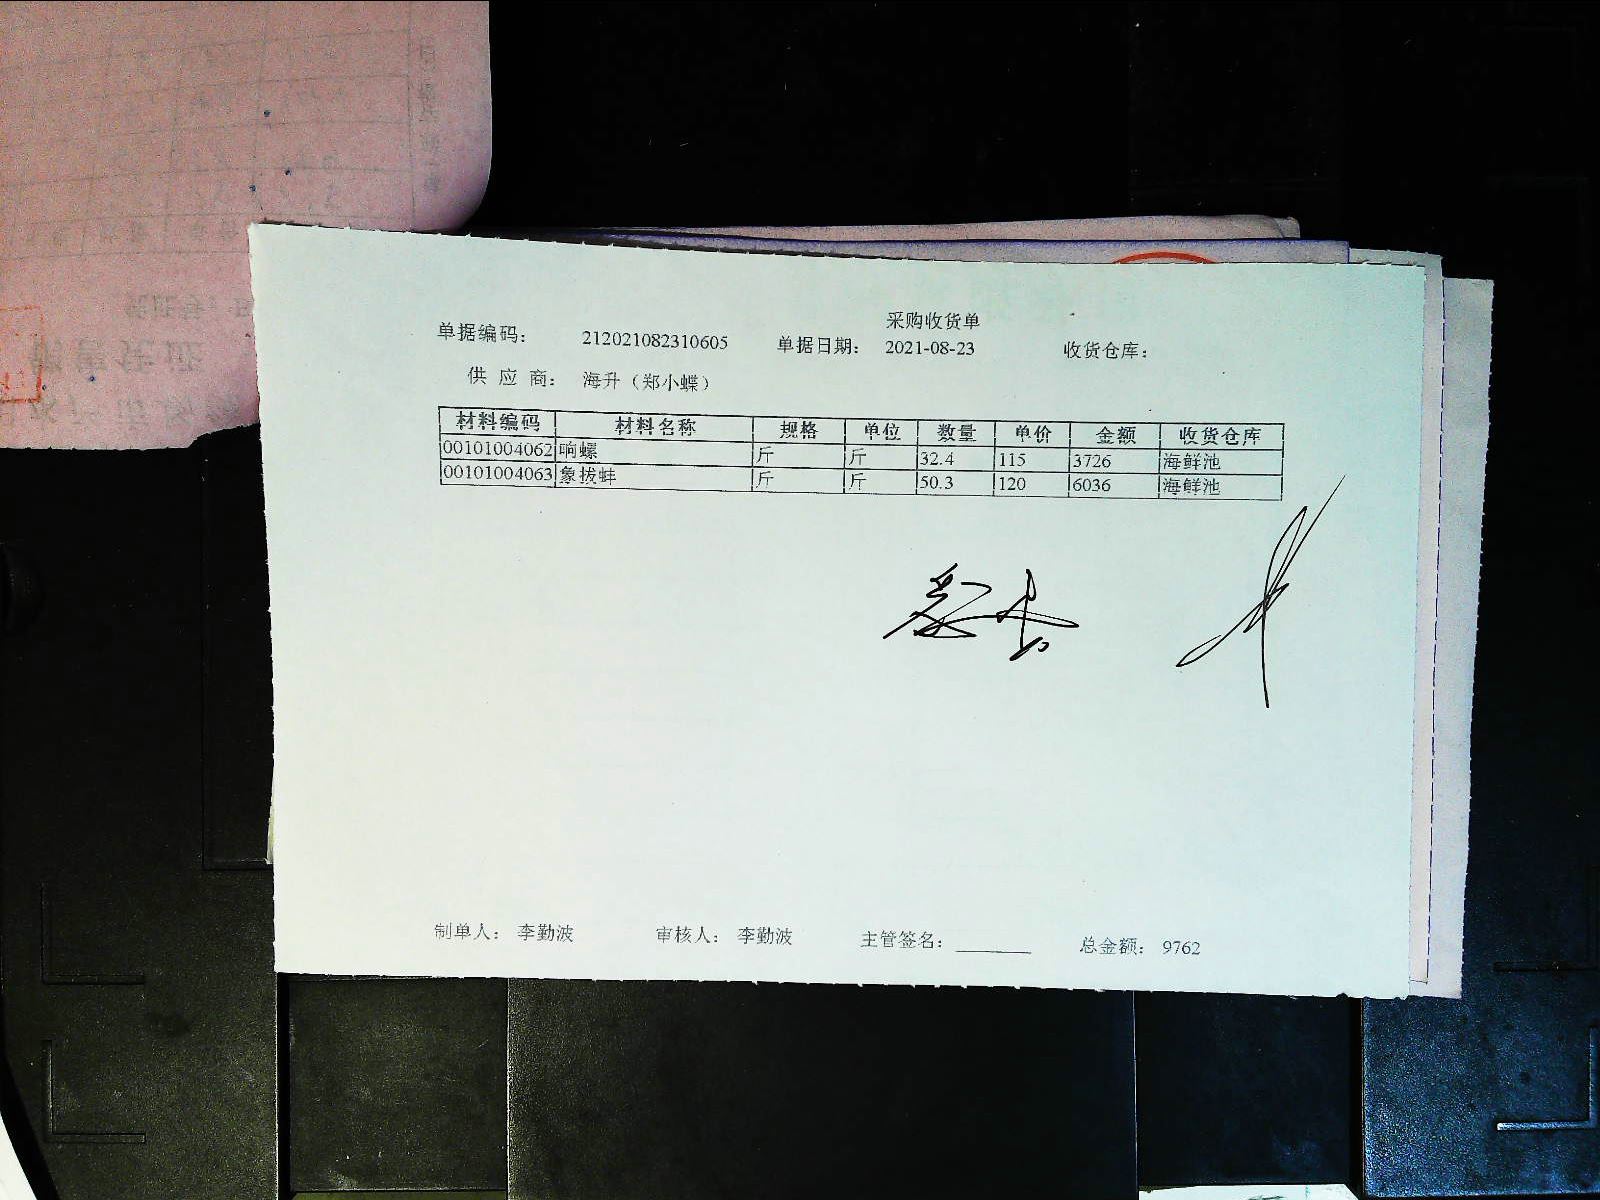 采购收货单
单据编码： 212021082310605 单据日期： 2021-08-23 收货仓库：
供 应 商： 海升（郑小蝶）
材料编码 材料名称 规格 单位 数量 单价 金额 收货仓库
00101004062 响螺 斤 斤 32.4 115 3726 海鲜池
00101004063 象拔蚌 斤 斤 50.3 120 6036 海鲜池
制单人： 李勤波 审核人： 李勤波 主管签名： 总金额： 9762